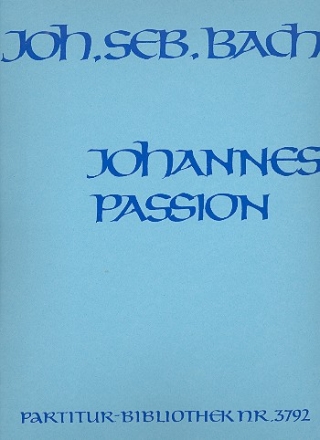 Joh. Seb. Bach
Johannes
Passion
Partitur-Bibliothek Nr. 3792